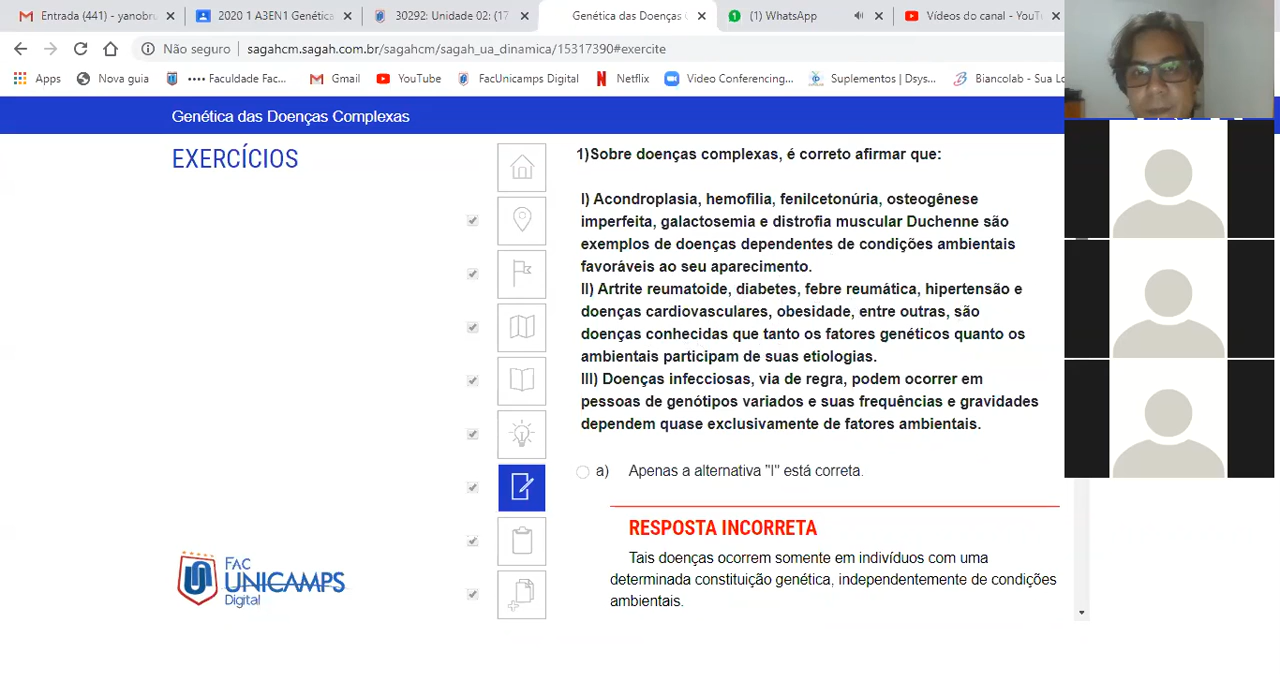 Entrada (441) - yanobru
2020 1 A3EN1 Genética
30292: Unidade 02: (17
Genética das Doenças C
(1) WhatsApp
Vídeos do canal - YouT
Não seguro
sagahcm.sagah.com.br/sagahcm/sagah_ua_dinamica/15317390#exercite
Apps
Nova guia
•••• Faculdade Fac...
Gmail
YouTube
FacUnicamps Digital
Netflix
Video Conferencing,...
Suplementos | Dsys...
Biancolab - Sua Lo
Genética das Doenças Complexas
EXERCÍCIOS
1)Sobre doenças complexas, é correto afirmar que:
I) Acondroplasia, hemofilia, fenilcetonúria, osteogênese
imperfeita, galactosemia e distrofia muscular Duchenne são
exemplos de doenças dependentes de condições ambientais
favoráveis ao seu aparecimento.
II) Artrite reumatoide, diabetes, febre reumática, hipertensão e
doenças cardiovasculares, obesidade, entre outras, são
doenças conhecidas que tanto os fatores genéticos quanto os
ambientais participam de suas etiologias.
III) Doenças infecciosas, via de regra, podem ocorrer em
pessoas de genótipos variados e suas frequências e gravidades
dependem quase exclusivamente de fatores ambientais.
a) Apenas a alternativa "I" está correta.
RESPOSTA INCORRETA
Tais doenças ocorrem somente em indivíduos com uma
determinada constituição genética, independentemente de condições
ambientais.
FAC
UNICAMPS
Digital